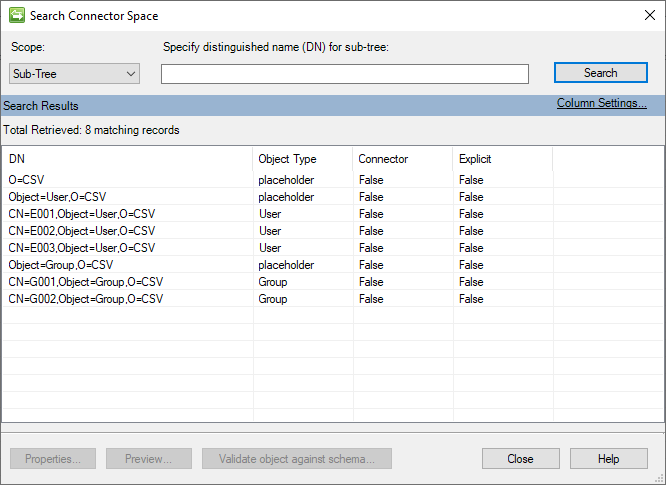 Search Connector Space
Scope: Specify distinguished name (DN) for sub-tree:
Sub-Tree Search
Search Results Column Settings...
Total Retrieved: 8 matching records
DN Object Type Connector Explicit
O=CSV placeholder False False
Object=User,O=CSV placeholder False False
CN=E001,Object=User,O=CSV User False False
CN=E002,Object=User,O=CSV User False False
CN=E003,Object=User,O=CSV User False False
Object=Group,O=CSV placeholder False False
CN=G001,Object=Group,O=CSV Group False False
CN=G002,Object=Group,O=CSV Group False False
Properties... Preview... Validate object against schema... Close Help